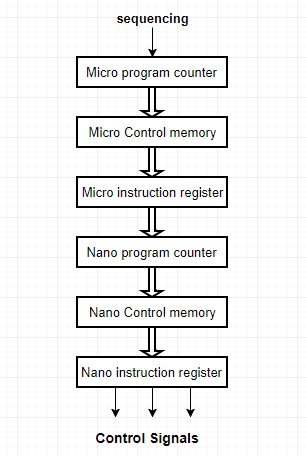 sequencing
Micro program counter
Micro Control memory
Micro instruction register
Nano program counter
Nano Control memory
Nano instruction register
Control Signals